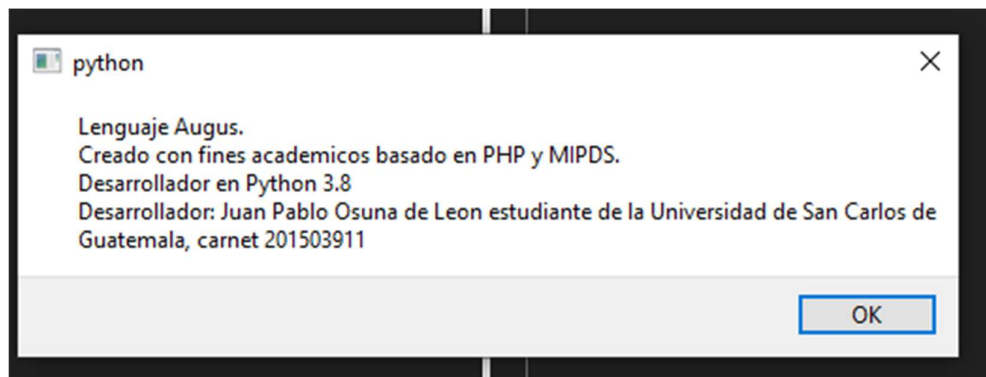 python
Lenguaje Augus.
Creado con fines academicos basado en PHP y MIPDS.
Desarrollador en Python 3.8
Desarrollador: Juan Pablo Osuna de Leon estudiante de la Universidad de San Carlos de
Guatemala, carnet 201503911
OK